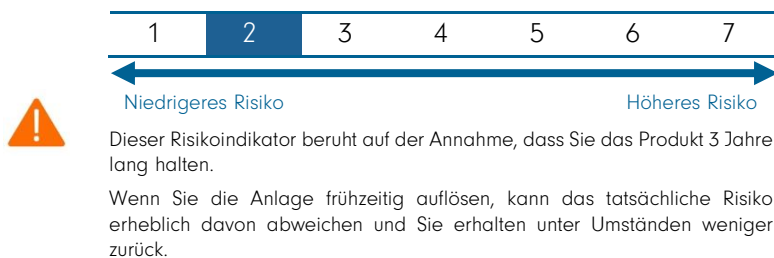 1 2 3 4 5 6 7
Niedrigeres Risiko Höheres Risiko
Dieser Risikoindikator beruht auf der Annahme, dass Sie das Produkt 3 Jahre
lang halten.
Wenn Sie die Anlage frühzeitig auflösen, kann das tatsächliche Risiko
erheblich davon abweichen und Sie erhalten unter Umständen weniger
zurück.